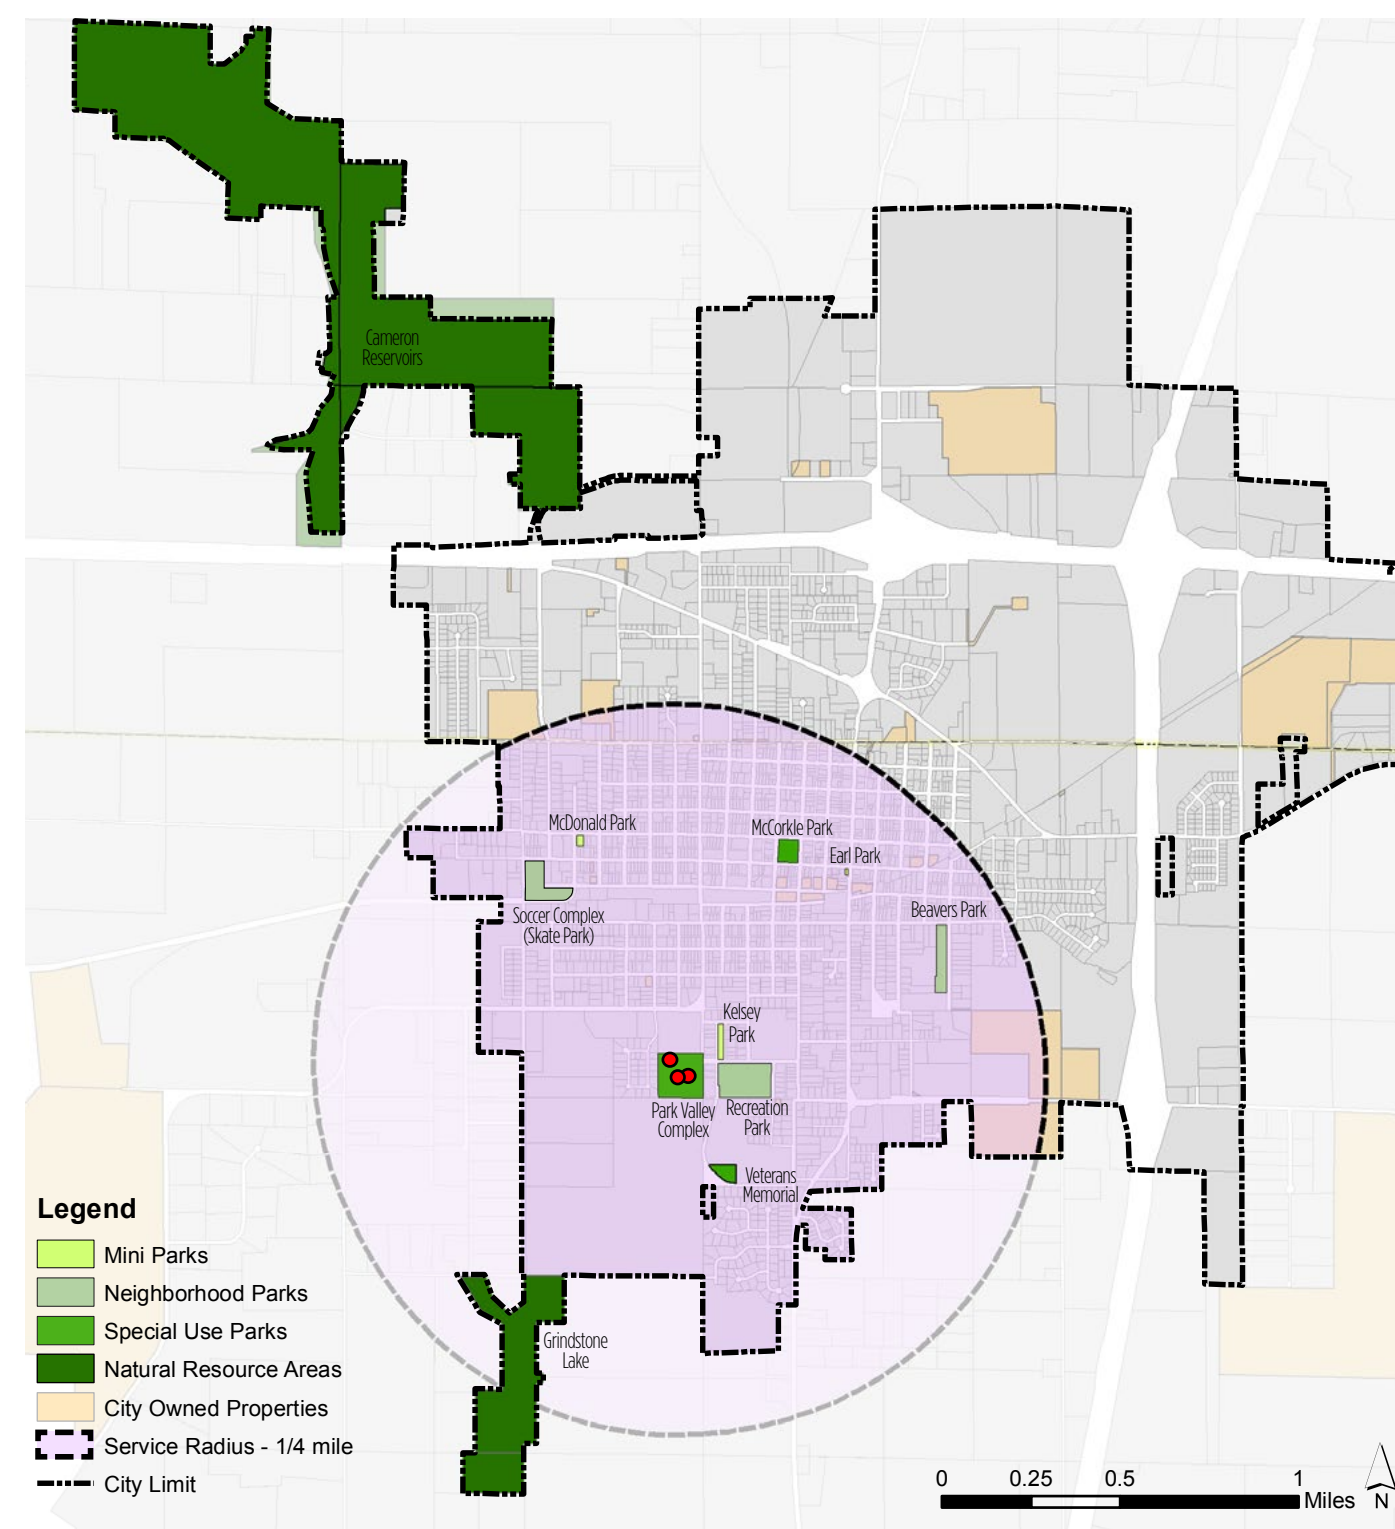 Cameron
Reservoirs
McDonald Park
McCorkle Park
Earl Park
Soccer Complex
(Skate Park)
Beavers Park
Kelsey
Park
Park Valley
Complex
Recreation
Park
Veterans
Memorial
Grindstone
Lake
Legend
Mini Parks
Neighborhood Parks
Special Use Parks
Natural Resource Areas
City Owned Properties
Service Radius - 1/4 mile
City Limit
0 0.25 0.5 1
Miles
N